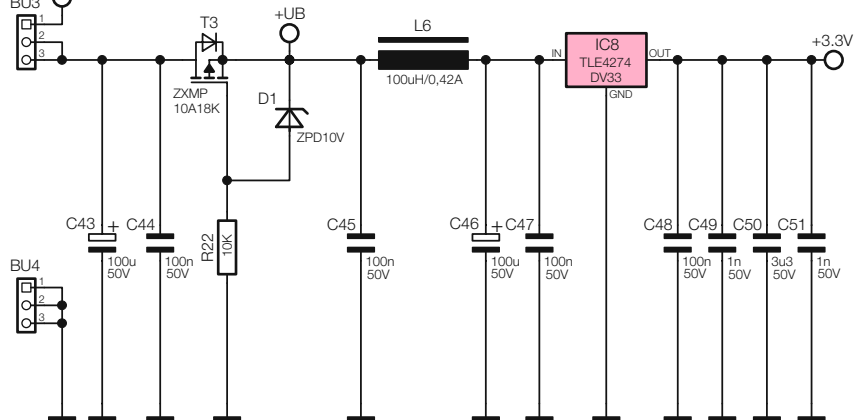 BU3
1
2
3
T3
ZXMP
10A18K
+UB
D1
ZPD10V
L6
100uH/0,42A
IN
IC8
TLE4274
DV33
OUT
GND
+3.3V
C43
+
100u
50V
C44
100n
50V
R22
10K
C45
100n
50V
C46
+
100u
50V
C47
100n
50V
C48
100n
50V
C49
1n
50V
C50
3u3
50V
C51
1n
50V
BU4
1
2
3